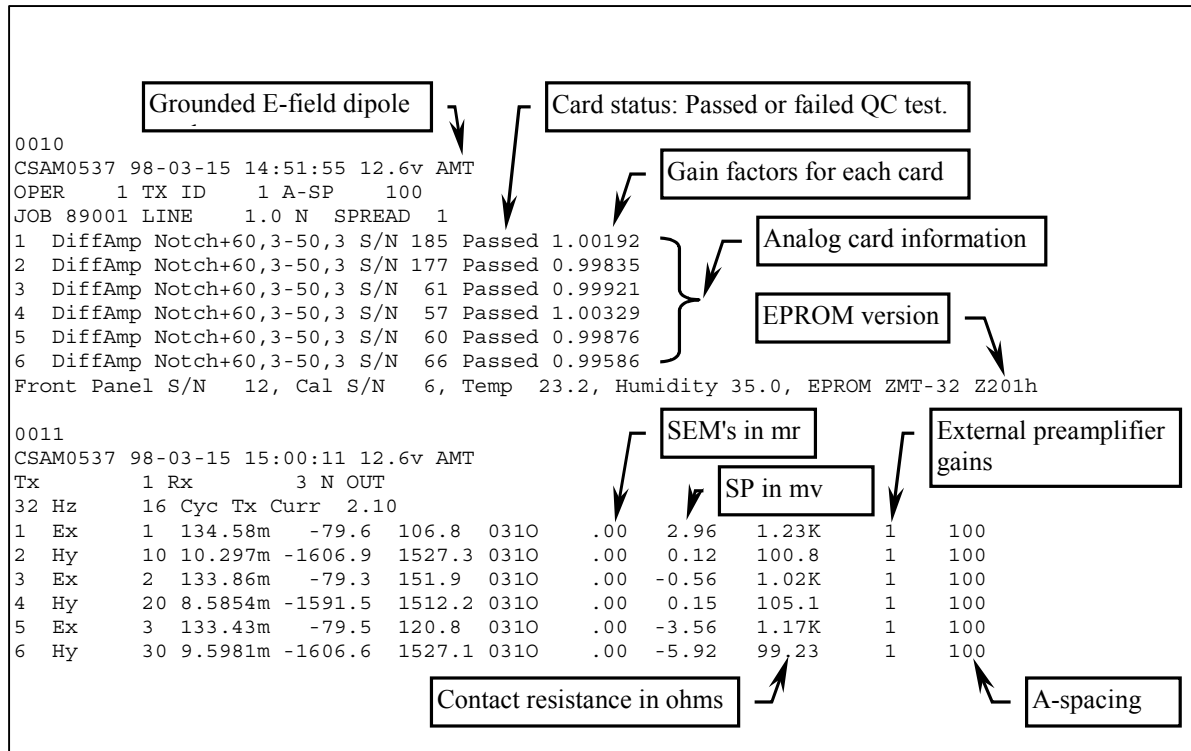 Grounded E-field dipole
Card status: Passed or failed QC test.
0010
CSAM0537 98-03-15 14:51:55 12.6v AMT
Gain factors for each card
OPER    1 TX ID    1 A-SP    100
JOB 89001 LINE    1.0 N  SPREAD  1
1  DiffAmp Notch+60,3-50,3 S/N 185 Passed 1.00192
Analog card information
2  DiffAmp Notch+60,3-50,3 S/N 177 Passed 0.99835
3  DiffAmp Notch+60,3-50,3 S/N  61 Passed 0.99921
4  DiffAmp Notch+60,3-50,3 S/N  57 Passed 1.00329
EPROM version
5  DiffAmp Notch+60,3-50,3 S/N  60 Passed 0.99876
6  DiffAmp Notch+60,3-50,3 S/N  66 Passed 0.99586
Front Panel S/N   12, Cal S/N   6, Temp  23.2, Humidity 35.0, EPROM ZMT-32 Z201h
0011
SEM's in mr
External preamplifier
gains
CSAM0537 98-03-15 15:00:11 12.6v AMT
Tx       1 Rx       3 N OUT
SP in mv
32 Hz    16 Cyc Tx Curr  2.10
1  Ex    1  134.58m   -79.6  106.8  031O    .00   2.96   1.23K    1    100
2  Hy    10 10.297m -1606.9  1527.3 031O    .00   0.12   100.8    1    100
3  Ex    2  133.86m   -79.3  151.9  031O    .00  -0.56   1.02K    1    100
4  Hy    20 8.5854m -1591.5  1512.2 031O    .00   0.15   105.1    1    100
5  Ex    3  133.43m   -79.5  120.8  031O    .00  -3.56   1.17K    1    100
6  Hy    30 9.5981m -1606.6  1527.1 031O    .00  -5.92   99.23    1    100
Contact resistance in ohms
A-spacing